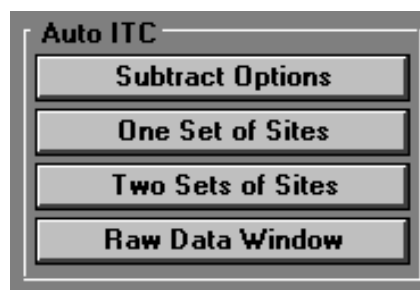 Auto ITC
Subtract Options
One Set of Sites
Two Sets of Sites
Raw Data Window